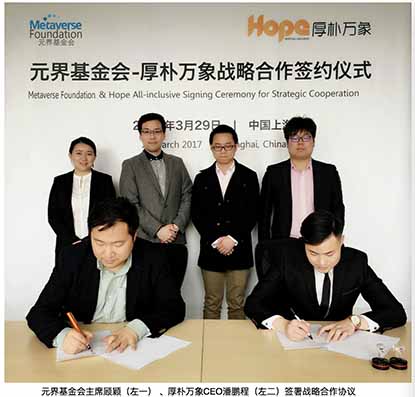 Metaverse
Foundation
元界基金会
Hope 厚朴万象
元界基金会-厚朴万象战略合作签约仪式
Metaverse Foundation & Hope All-inclusive Signing Ceremony for Strategic Cooperation
年3月29日 | 中国上海
March 2017 Shanghai, China
元界基金会主席顾颖（左一）、厚朴万象CEO潘鹏程（左二）签署战略合作协议